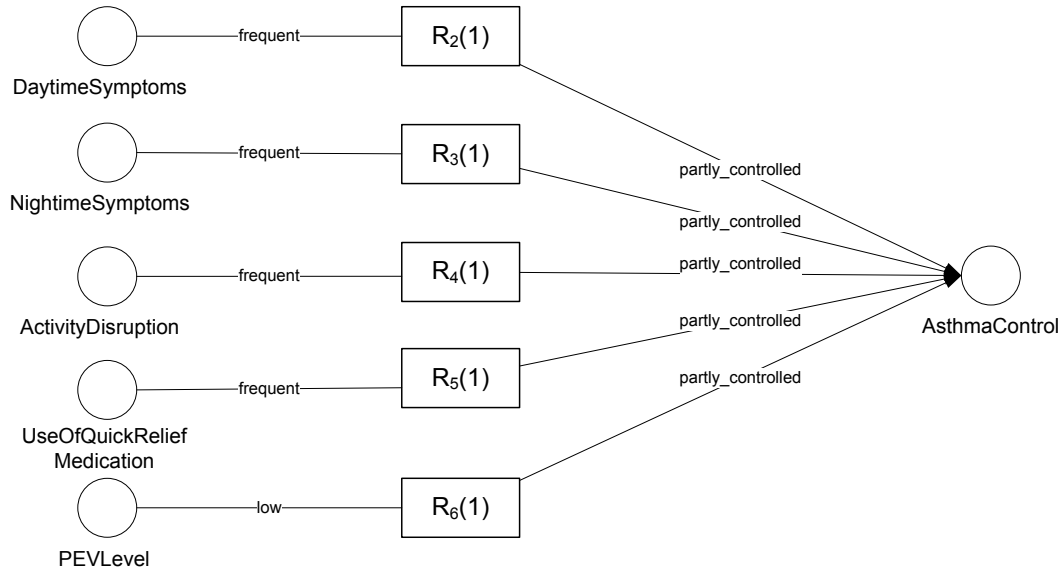 frequent
R₂(1)
DaytimeSymptoms
frequent
R₃(1)
partly_controlled
NightimeSymptoms
partly_controlled
frequent
R₄(1)
partly_controlled
ActivityDisruption
partly_controlled
AsthmaControl
frequent
R₅(1)
partly_controlled
UseOfQuickRelief
Medication
low
R₆(1)
PEVLevel